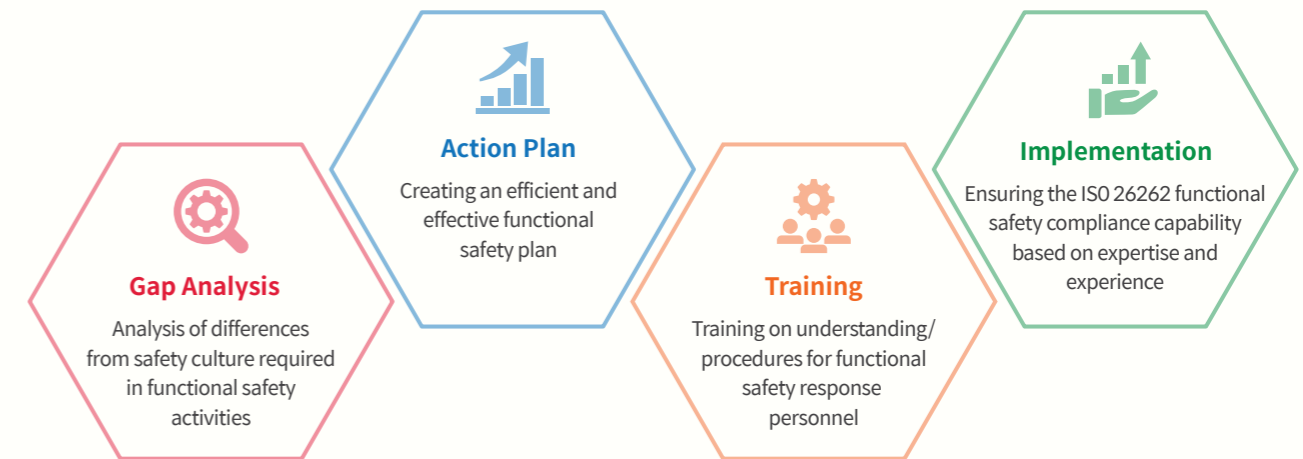 Gap Analysis
Analysis of differences
from safety culture required
in functional safety
activities
Action Plan
Creating an efficient and
effective functional
safety plan
Training
Training on understanding/
procedures for functional
safety response
personnel
Implementation
Ensuring the ISO 26262 functional
safety compliance capability
based on expertise and
experience